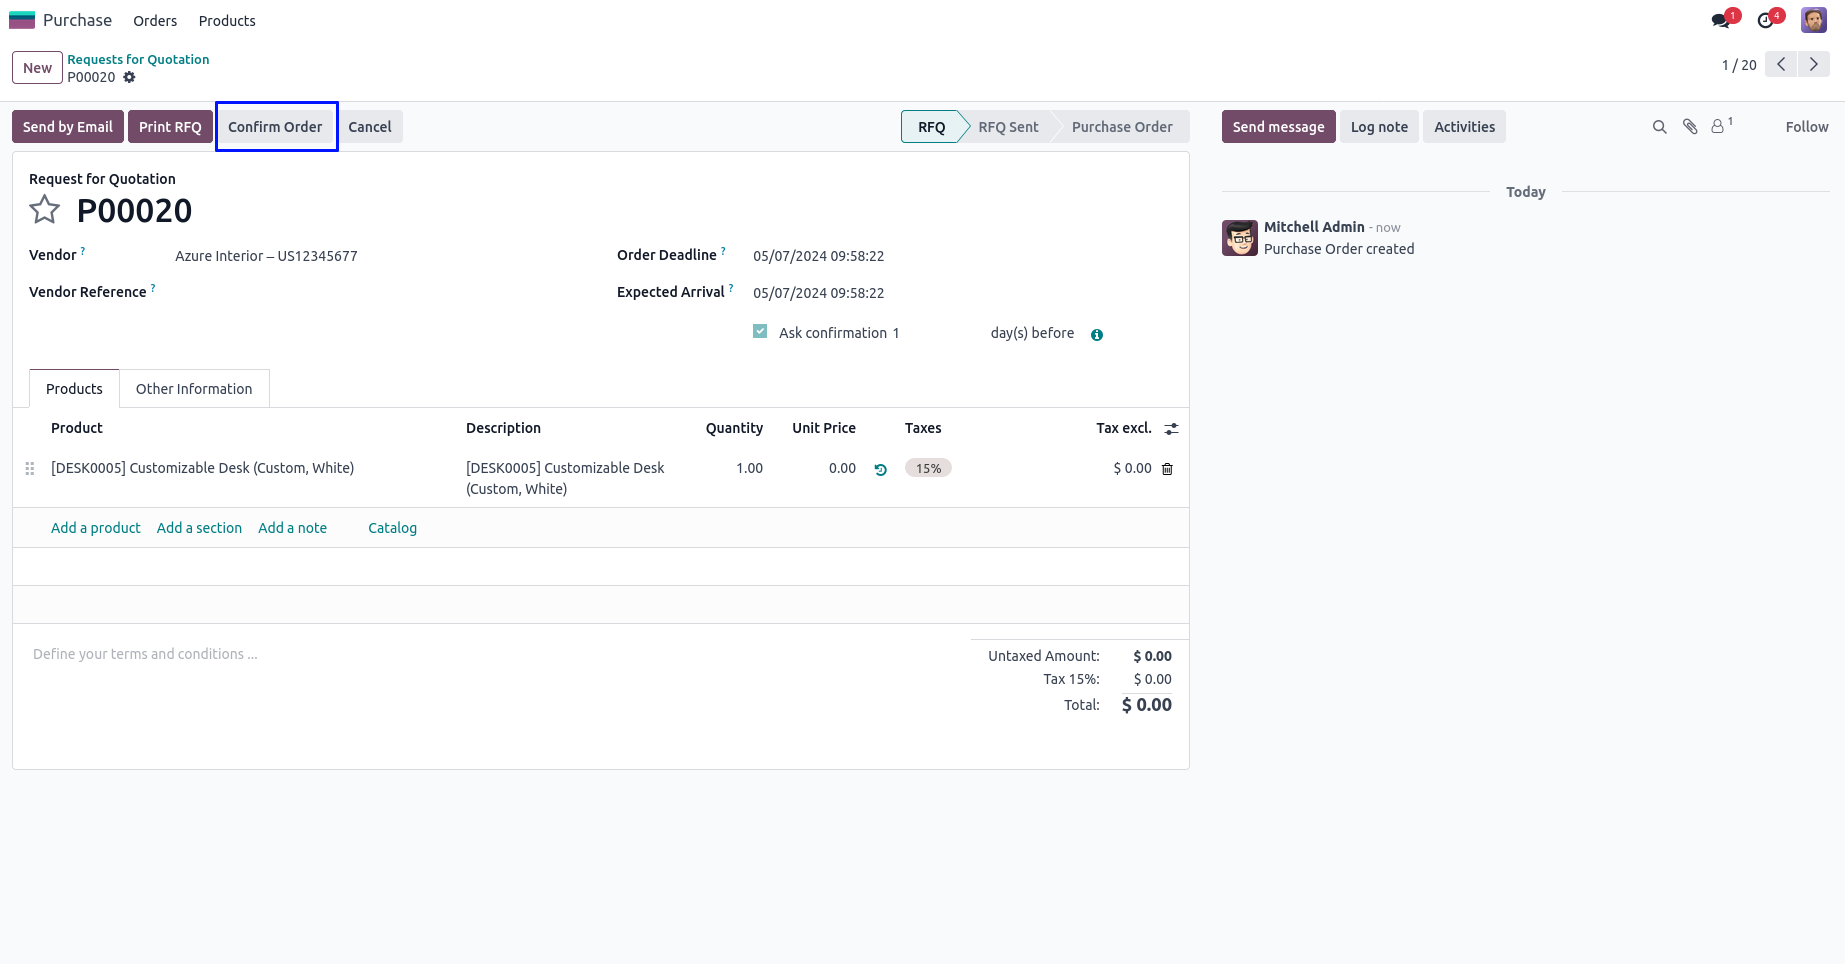 Purchase Orders Products
1 4
New Requests for Quotation
P00020
1 / 20
Send by Email Print RFQ Confirm Order Cancel
RFQ RFQ Sent Purchase Order
Send message Log note Activities
1 Follow
Request for Quotation
P00020
Vendor ? Azure Interior – US12345677
Order Deadline ? 05/07/2024 09:58:22
Vendor Reference ?
Expected Arrival ? 05/07/2024 09:58:22
Ask confirmation 1 day(s) before
Products Other Information
Product Description Quantity Unit Price Taxes Tax excl.
[DESK0005] Customizable Desk (Custom, White) [DESK0005] Customizable Desk 1.00 0.00 15% $ 0.00
(Custom, White)
Add a product Add a section Add a note Catalog
Define your terms and conditions ...
Untaxed Amount: $ 0.00
Tax 15%: $ 0.00
Total: $ 0.00
Today
Mitchell Admin - now
Purchase Order created